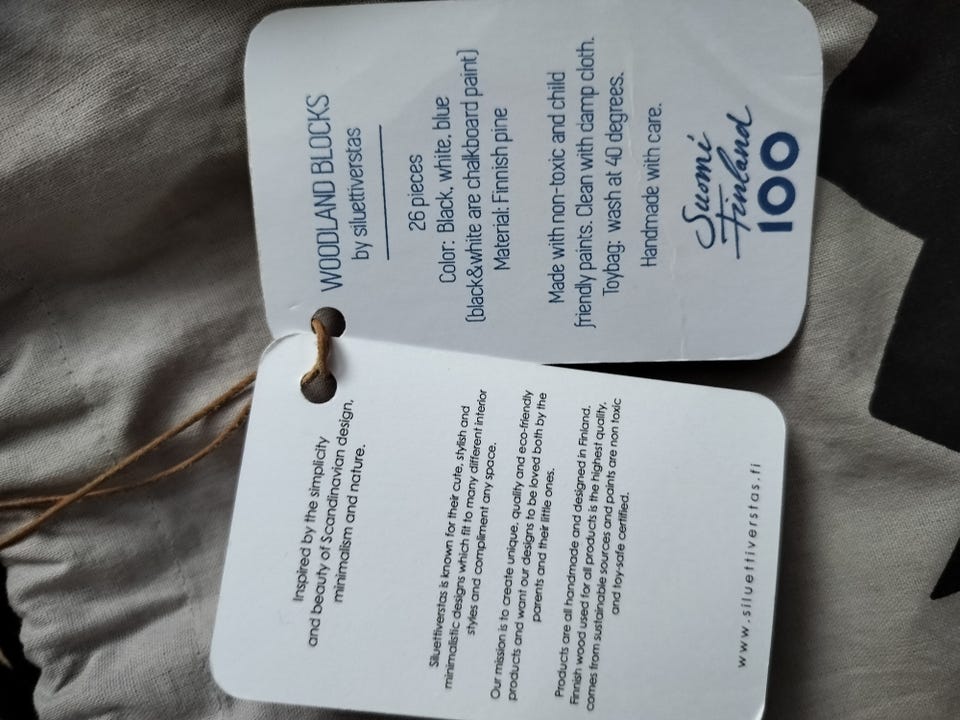 WOODLAND BLOCKS
by siluettiverstas
26 pieces
Color: Black, white, blue
(black&white are chalkboard paint)
Material: Finnish pine
Made with non-toxic and child
friendly paints. Clean with damp cloth.
Toybag: wash at 40 degrees.
Handmade with care.
Suomi
Finland
100
Inspired by the simplicity
and beauty of Scandinavian design,
minimalism and nature.
Siluettiverstas is known for their cute, stylish and
minimalistic designs which fit to many different interior
styles and compliment any space.
Our mission is to create unique, quality and eco-friendly
products and want our designs to be loved both by the
parents and their little ones.
Products are all handmade and designed in Finland.
Finnish wood used for all products is the highest quality,
comes from sustainable sources and paints are non toxic
and toy-safe certified.
www.siluettiverstas.fi